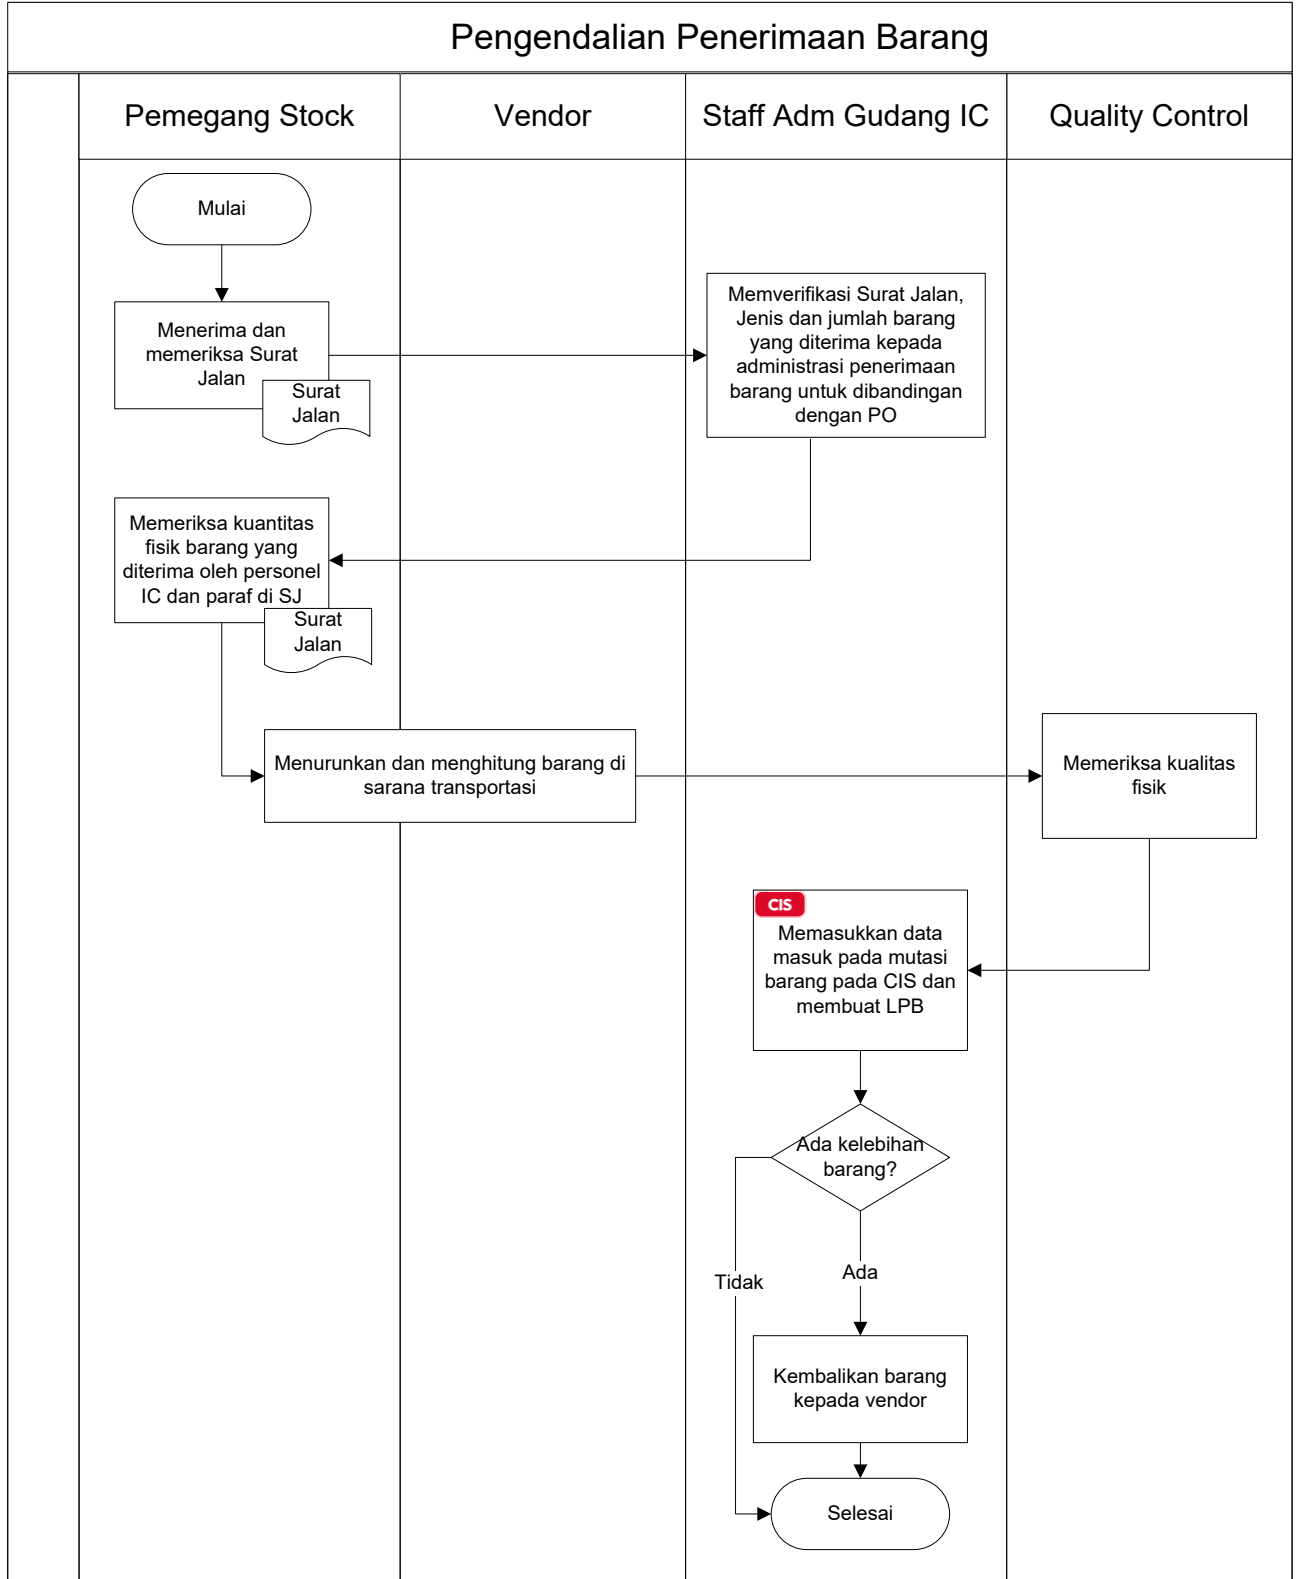 Pengendalian Penerimaan Barang
Pemegang Stock
Vendor
Staff Adm Gudang IC
Quality Control
Mulai
Menerima dan
memeriksa Surat
Jalan
Surat
Jalan
Memverifikasi Surat Jalan,
Jenis dan jumlah barang
yang diterima kepada
administrasi penerimaan
barang untuk dibandingan
dengan PO
Memeriksa kuantitas
fisik barang yang
diterima oleh personel
IC dan paraf di SJ
Surat
Jalan
Menurunkan dan menghitung barang di
sarana transportasi
Memeriksa kualitas
fisik
CIS
Memasukkan data
masuk pada mutasi
barang pada CIS dan
membuat LPB
Ada kelebihan
barang?
Tidak
Ada
Kembalikan barang
kepada vendor
Selesai